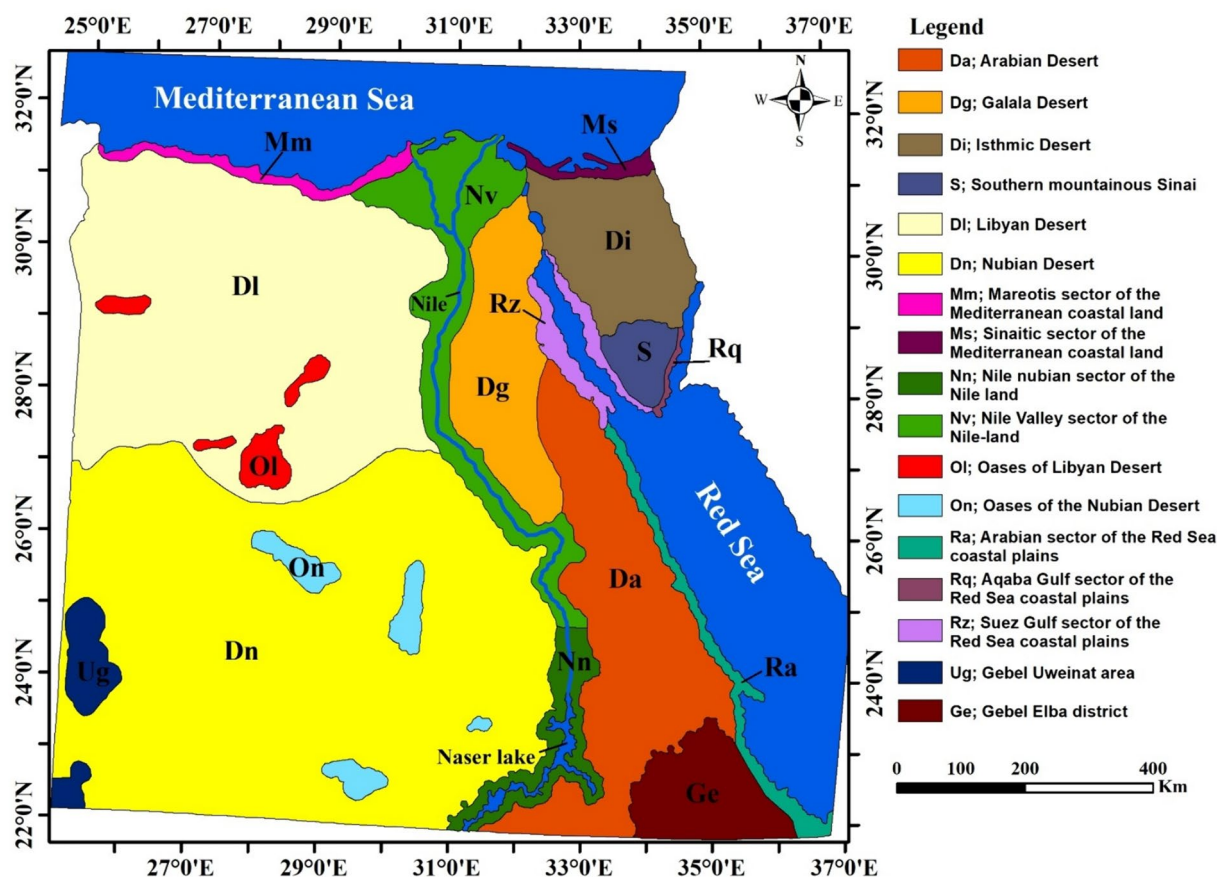 25°0'E 27°0'E 29°0'E 31°0'E 33°0'E 35°0'E 37°0'E
32°0'N
30°0'N
28°0'N
26°0'N
24°0'N
22°0'N
Mediterranean Sea
N
W E
S
Ms
Mm
Nv
Di
Dl
Nile
Rz
S
Rq
Dg
Ol
Red Sea
On
Da
Dn
Ug
Nn
Ra
Naser lake
Ge
32°0'N
30°0'N
28°0'N
26°0'N
24°0'N
22°0'N
27°0'E 29°0'E 31°0'E 33°0'E 35°0'E 37°0'E
Legend
Da; Arabian Desert
Dg; Galala Desert
Di; Isthmic Desert
S; Southern mountainous Sinai
Dl; Libyan Desert
Dn; Nubian Desert
Mm; Mareotis sector of the
Mediterranean coastal land
Ms; Sinaitic sector of the
Mediterranean coastal land
Nn; Nile nubian sector of the
Nile land
Nv; Nile Valley sector of the
Nile-land
Ol; Oases of Libyan Desert
On; Oases of the Nubian Desert
Ra; Arabian sector of the Red Sea
coastal plains
Rq; Aqaba Gulf sector of the
Red Sea coastal plains
Rz; Suez Gulf sector of the
Red Sea coastal plains
Ug; Gebel Uweinat area
Ge; Gebel Elba district
0 100 200 400
Km